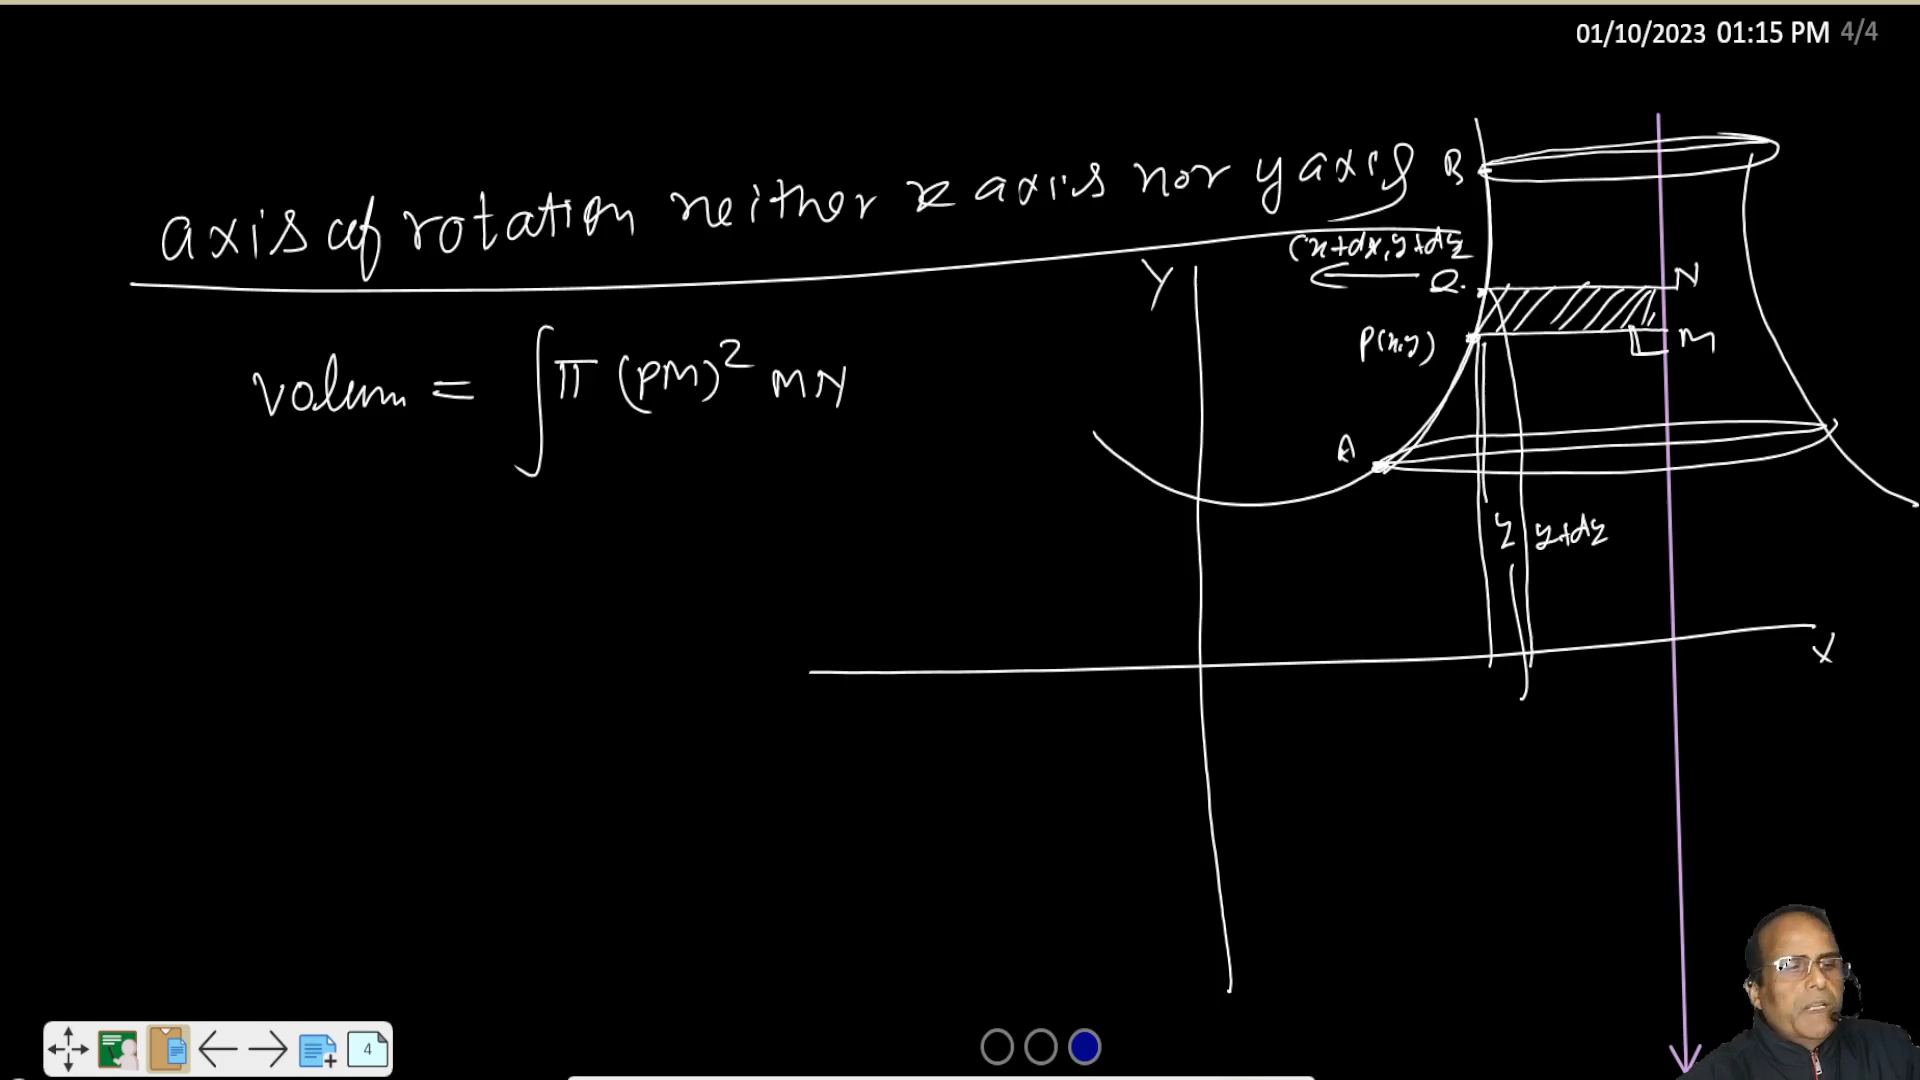 01/10/2023 01:15 PM 4/4
axis of rotation neither x axis nor y axis
B
(x+dx, y+dy
Y
Q
N
P(x,y)
M
volum = ∫π (PM)² MN
A
y y+dy
X
4